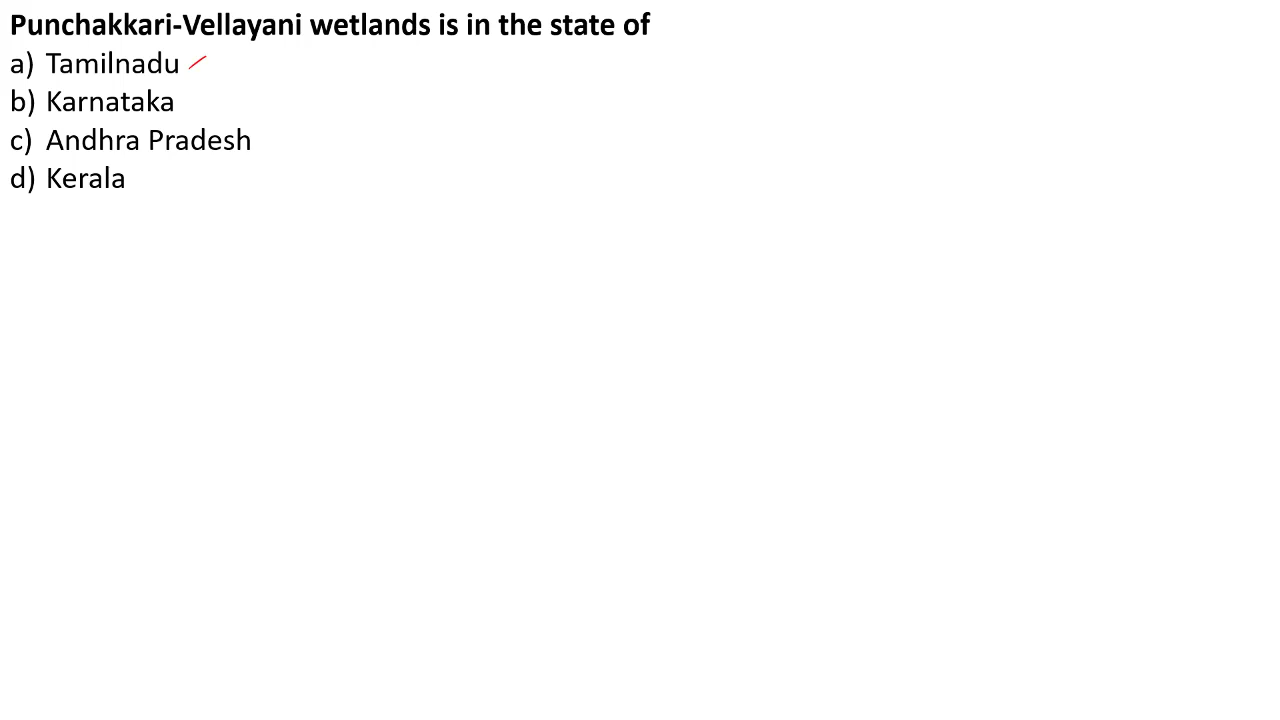 Punchakkari-Vellayani wetlands is in the state of
a) Tamilnadu
b) Karnataka
c) Andhra Pradesh
d) Kerala